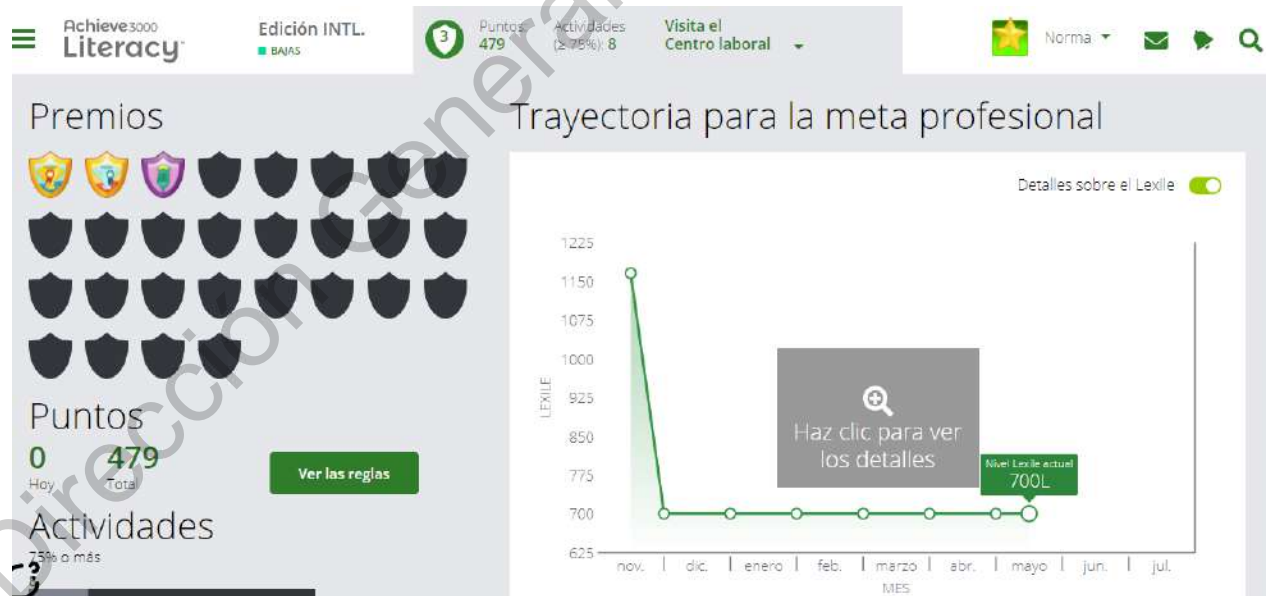 Achieve3000
Literacy
Edición INTL.
BAJAS
3
Puntos:
479
Actividades
(≥ 75%): 8
Visita el
Centro laboral
Norma
Premios
Puntos
0
Hoy
479
Total
Ver las reglas
Actividades
75% o más
Trayectoria para la meta profesional
Detalles sobre el Lexile
1225
1150
1075
1000
925
850
775
700
625
LEXILE
Haz clic para ver
los detalles
Nivel Lexile actual
700L
nov. dic. enero feb. marzo abr. mayo jun. jul.
MES
Dirección General